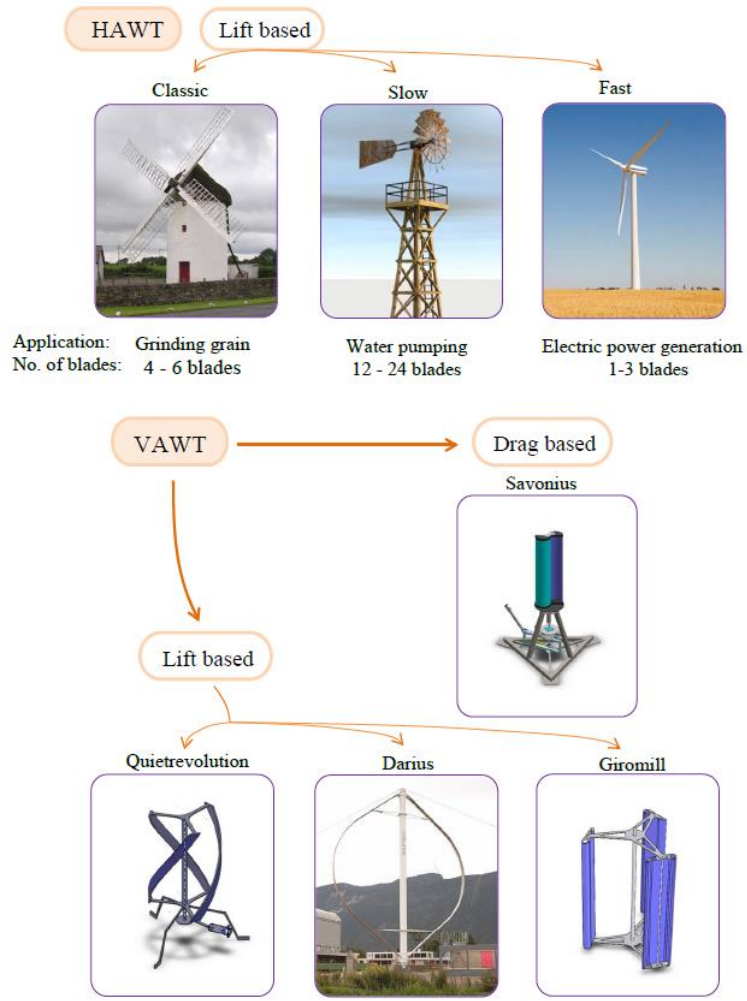 HAWT
Lift based
Classic
Slow
Fast
Application: Grinding grain Water pumping Electric power generation
No. of blades: 4 - 6 blades 12 - 24 blades 1-3 blades
VAWT
Drag based
Savonius
Lift based
Quietrevolution
Darius
Giromill